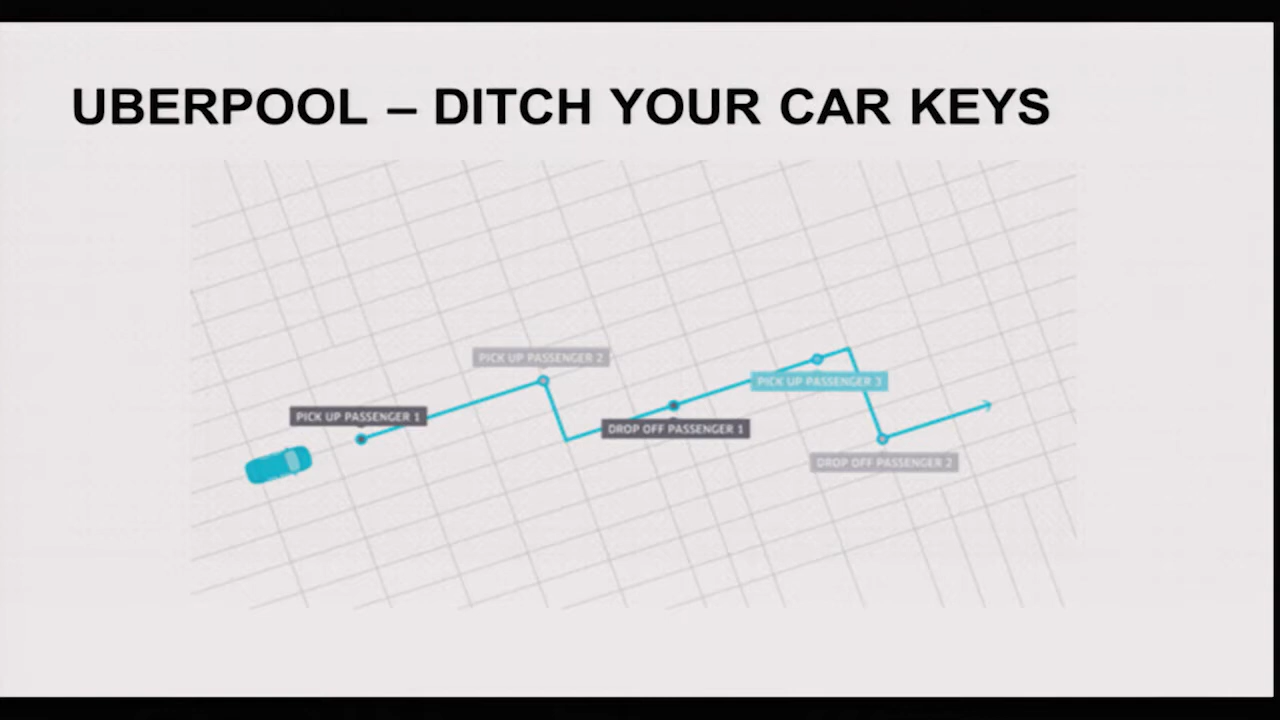 UBERPOOL – DITCH YOUR CAR KEYS
PICK UP PASSENGER 2
PICK UP PASSENGER 3
PICK UP PASSENGER 1
DROP OFF PASSENGER 1
DROP OFF PASSENGER 2